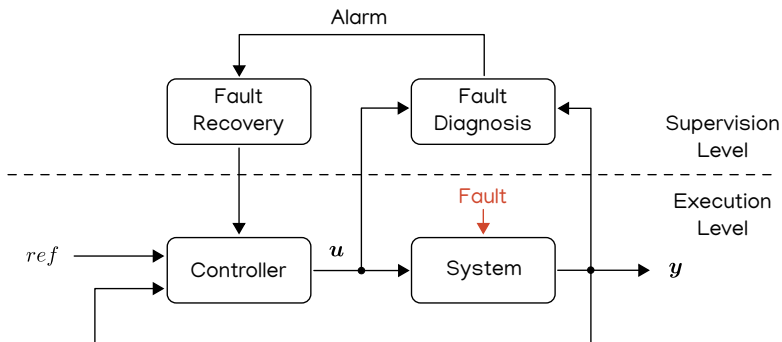 Alarm
Fault
Recovery
Fault
Diagnosis
Supervision
Level
Execution
Level
Fault
ref
Controller
u
System
y